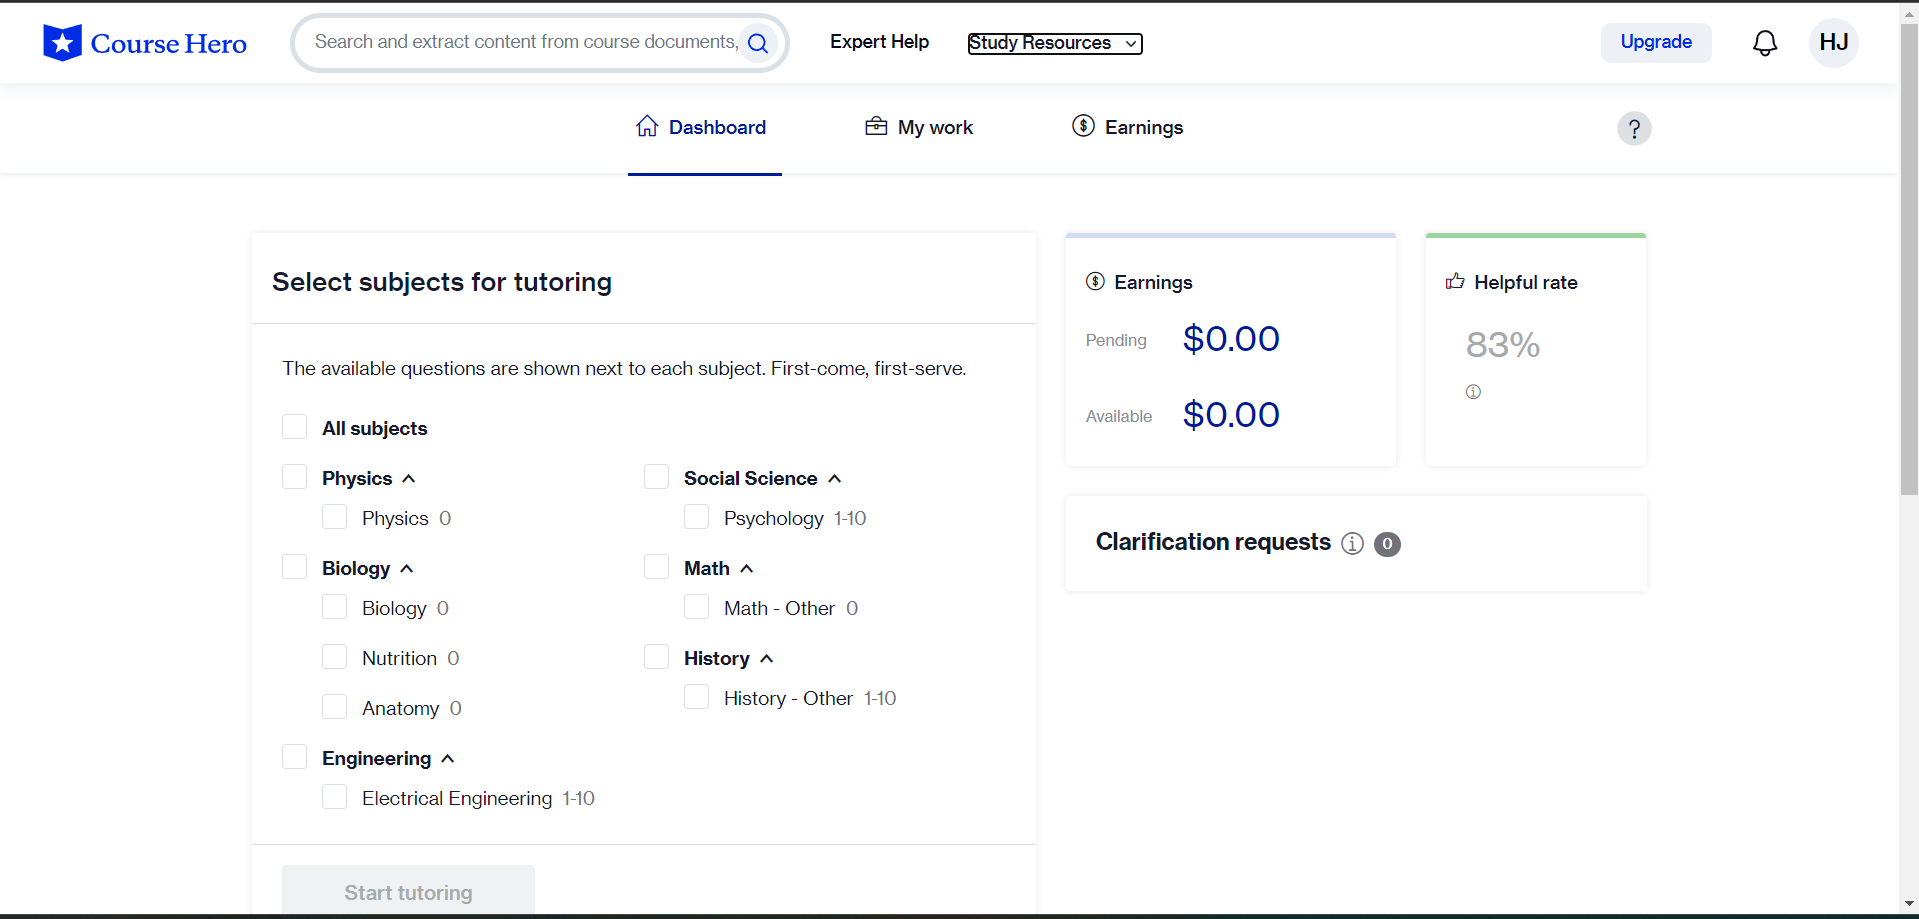 Course Hero
Search and extract content from course documents,
Expert Help
Study Resources
Upgrade
HJ
Dashboard
My work
Earnings
?
Select subjects for tutoring
The available questions are shown next to each subject. First-come, first-serve.
All subjects
Physics
Physics 0
Biology
Biology 0
Nutrition 0
Anatomy 0
Engineering
Electrical Engineering 1-10
Social Science
Psychology 1-10
Math
Math - Other 0
History
History - Other 1-10
Start tutoring
Earnings
Pending $0.00
Available $0.00
Helpful rate
83%
Clarification requests 0